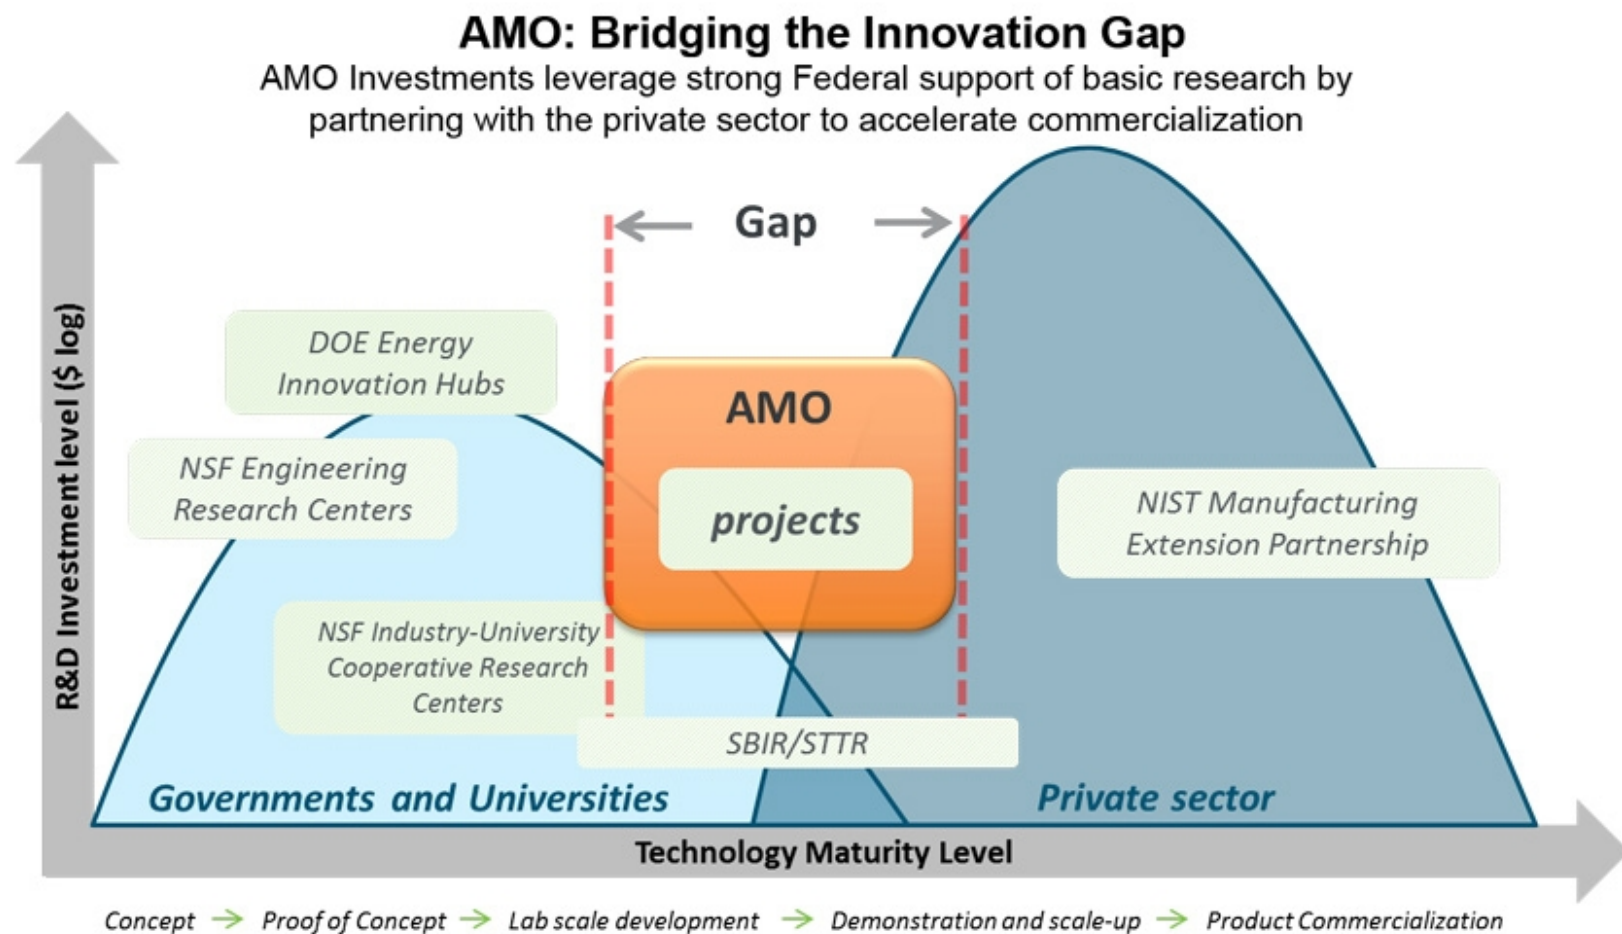 AMO: Bridging the Innovation Gap
AMO Investments leverage strong Federal support of basic research by
partnering with the private sector to accelerate commercialization
R&D Investment level ($ log)
Gap
DOE Energy
Innovation Hubs
NSF Engineering
Research Centers
AMO
projects
NIST Manufacturing
Extension Partnership
NSF Industry-University
Cooperative Research
Centers
SBIR/STTR
Governments and Universities
Private sector
Technology Maturity Level
Concept → Proof of Concept → Lab scale development → Demonstration and scale-up → Product Commercialization